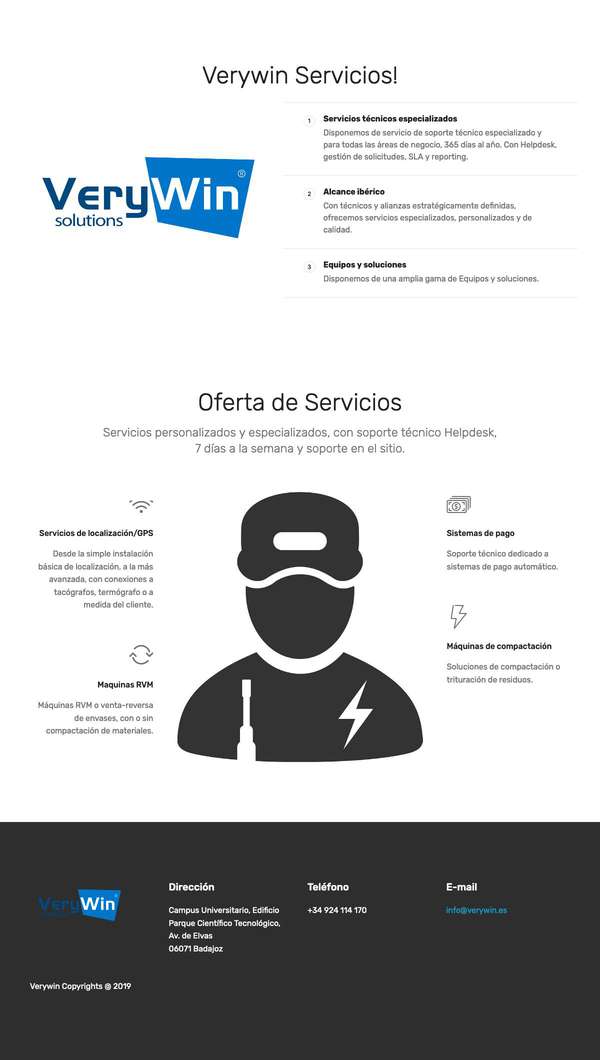 Verywin Servicios!
VeryWin®
solutions
1
Servicios técnicos especializados
Disponemos de servicio de soporte técnico especializado y
para todas las áreas de negocio, 365 días al año. Con Helpdesk,
gestión de solicitudes, SLA y reporting.
2
Alcance ibérico
Con técnicos y alianzas estratégicamente definidas,
ofrecemos servicios especializados, personalizados y de
calidad.
3
Equipos y soluciones
Disponemos de una amplia gama de Equipos y soluciones.
Oferta de Servicios
Servicios personalizados y especializados, con soporte técnico Helpdesk,
7 días a la semana y soporte en el sitio.
Servicios de localización/GPS
Desde la simple instalación
básica de localización, a la más
avanzada, con conexiones a
tacógrafos, termógrafo o a
medida del cliente.
Maquinas RVM
Máquinas RVM o venta-reversa
de envases, con o sin
compactación de materiales.
Sistemas de pago
Soporte técnico dedicado a
sistemas de pago automático.
Máquinas de compactación
Soluciones de compactación o
trituración de residuos.
VeryWin
Dirección
Campus Universitario, Edificio
Parque Científico Tecnológico,
Av. de Elvas
06071 Badajoz
Teléfono
+34 924 114 170
E-mail
info@verywin.es
Verywin Copyrights @ 2019